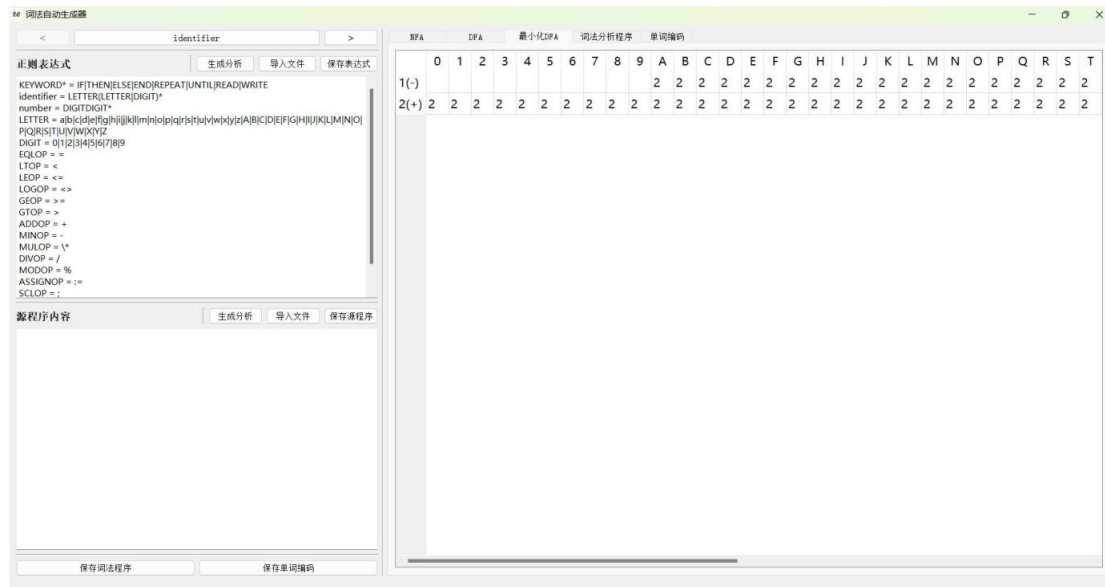 词法自动生成器
< identifier >
正则表达式 生成分析 导入文件 保存表达式
KEYWORD* = IF|THEN|ELSE|END|REPEAT|UNTIL|READ|WRITE
identifier = LETTER(LETTER|DIGIT)*
number = DIGITDIGIT*
LETTER = a|b|c|d|e|f|g|h|i|j|k|l|m|n|o|p|q|r|s|t|u|v|w|x|y|z|A|B|C|D|E|F|G|H|I|J|K|L|M|N|O|
P|Q|R|S|T|U|V|W|X|Y|Z
DIGIT = 0|1|2|3|4|5|6|7|8|9
EQLOP = =
LTOP = <
LEOP = <=
LOGOP = <>
GEOP = >=
GTOP = >
ADDOP = +
MINOP = -
MULOP = \*
DIVOP = /
MODOP = %
ASSIGNOP = :=
SCLOP = ;
源程序内容 生成分析 导入文件 保存源程序
保存词法程序 保存单词编码
NFA DFA 最小化DFA 词法分析程序 单词编码
0 1 2 3 4 5 6 7 8 9 A B C D E F G H I J K L M N O P Q R S T
1(-) 2 2 2 2 2 2 2 2 2 2 2 2 2 2 2 2 2 2 2 2
2(+) 2 2 2 2 2 2 2 2 2 2 2 2 2 2 2 2 2 2 2 2 2 2 2 2 2 2 2 2 2 2